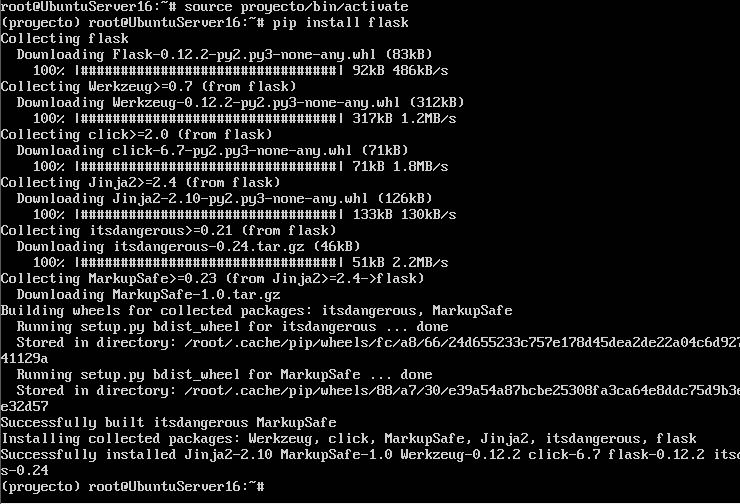 root@UbuntuServer16:~# source proyecto/bin/activate
(proyecto) root@UbuntuServer16:~# pip install flask
Collecting flask
  Downloading Flask-0.12.2-py2.py3-none-any.whl (83kB)
    100% |################################| 92kB 486kB/s
Collecting Werkzeug>=0.7 (from flask)
  Downloading Werkzeug-0.12.2-py2.py3-none-any.whl (312kB)
    100% |################################| 317kB 1.2MB/s
Collecting click>=2.0 (from flask)
  Downloading click-6.7-py2.py3-none-any.whl (71kB)
    100% |################################| 71kB 1.8MB/s
Collecting Jinja2>=2.4 (from flask)
  Downloading Jinja2-2.10-py2.py3-none-any.whl (126kB)
    100% |################################| 133kB 130kB/s
Collecting itsdangerous>=0.21 (from flask)
  Downloading itsdangerous-0.24.tar.gz (46kB)
    100% |################################| 51kB 2.2MB/s
Collecting MarkupSafe>=0.23 (from Jinja2>=2.4->flask)
  Downloading MarkupSafe-1.0.tar.gz
Building wheels for collected packages: itsdangerous, MarkupSafe
  Running setup.py bdist_wheel for itsdangerous ... done
  Stored in directory: /root/.cache/pip/wheels/fc/a8/66/24d655233c757e178d45dea2de22a04c6d927
41129a
  Running setup.py bdist_wheel for MarkupSafe ... done
  Stored in directory: /root/.cache/pip/wheels/88/a7/30/e39a54a87bcbe25308fa3ca64e8ddc75d9b3e
e32d57
Successfully built itsdangerous MarkupSafe
Installing collected packages: Werkzeug, click, MarkupSafe, Jinja2, itsdangerous, flask
Successfully installed Jinja2-2.10 MarkupSafe-1.0 Werkzeug-0.12.2 click-6.7 flask-0.12.2 itsd
s-0.24
(proyecto) root@UbuntuServer16:~#